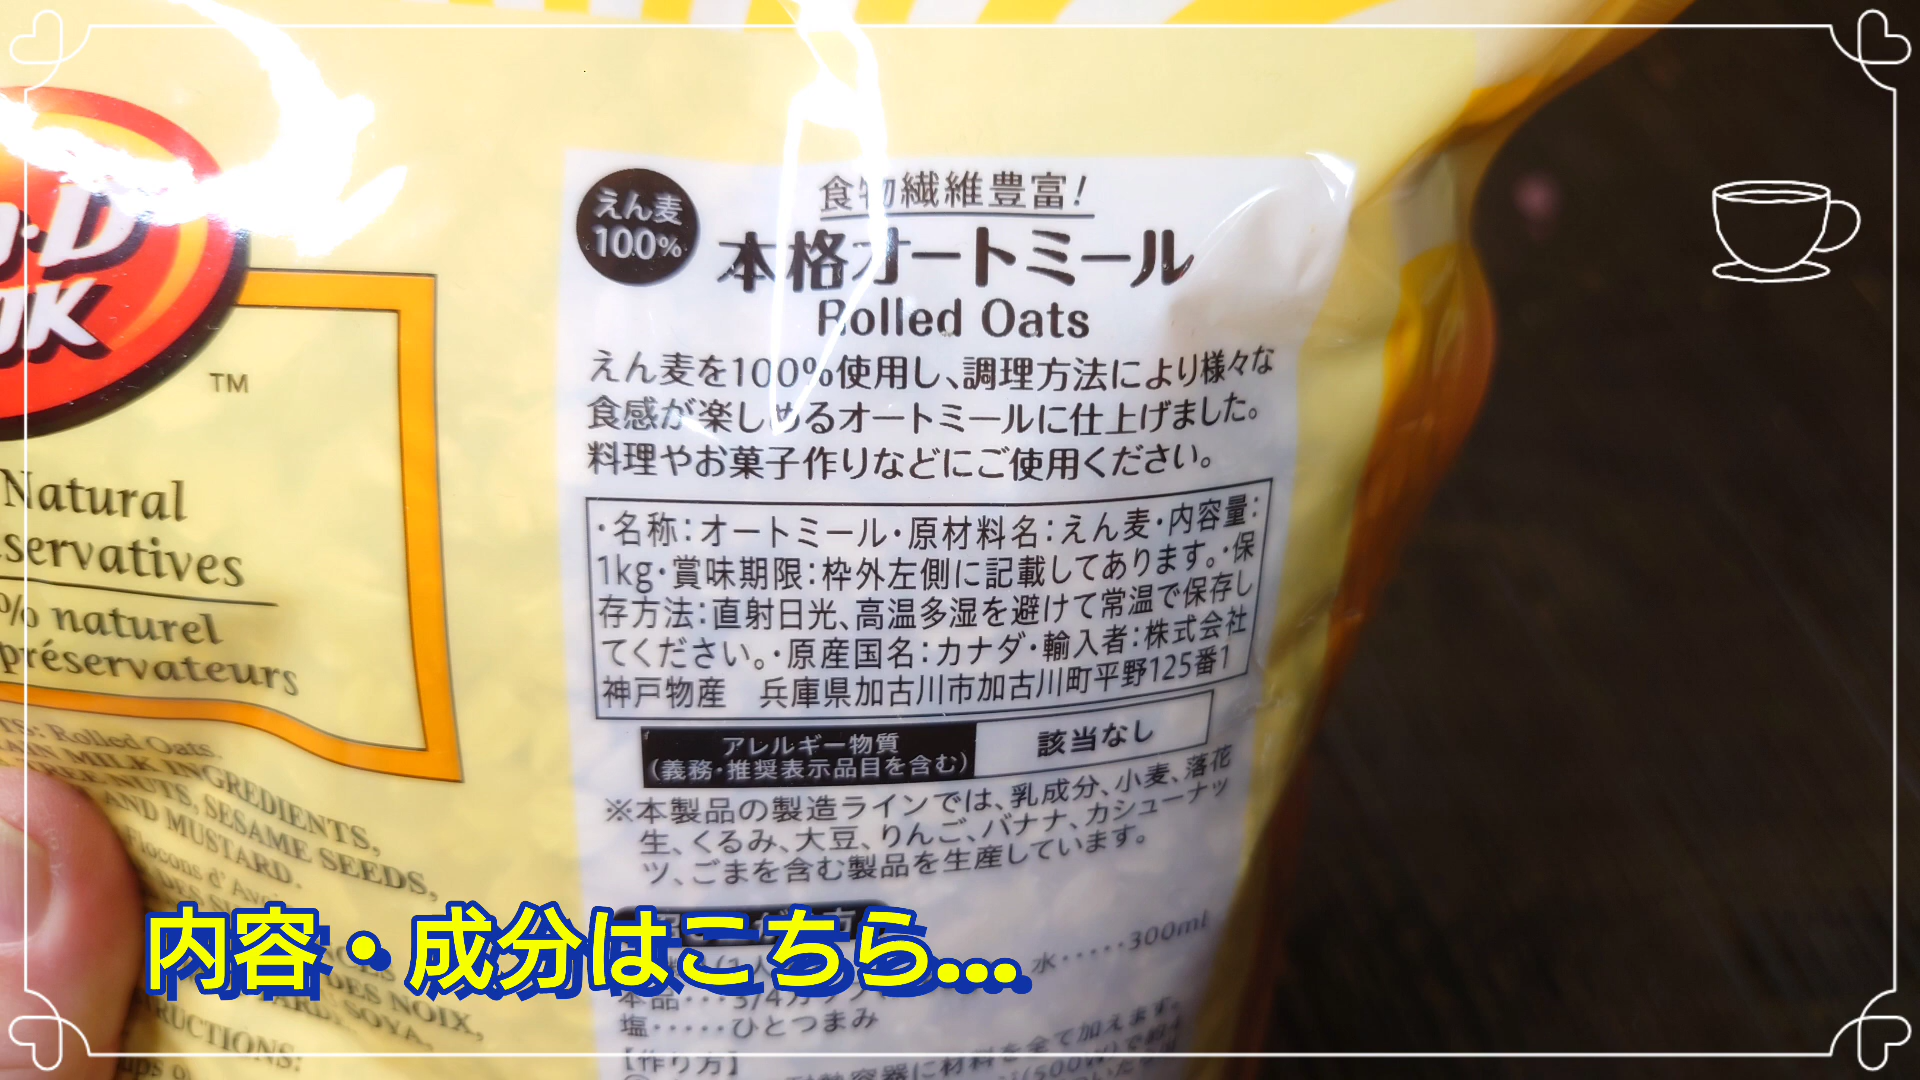 TM
Natural
naturel
えん麦
100%
食物繊維豊富!
本格オートミール
Rolled Oats
えん麦を100%使用し、調理方法により様々な
食感が楽しめるオートミールに仕上げました。
料理やお菓子作りなどにご使用ください。
・名称：オートミール・原材料名：えん麦・内容量：
1kg・賞味期限：枠外左側に記載してあります。・保
存方法：直射日光、高温多湿を避けて常温で保存し
てください。・原産国名：カナダ・輸入者：株式会社
神戸物産　兵庫県加古川市加古川町平野125番1
アレルギー物質
(義務・推奨表示品目を含む)
該当なし
※本製品の製造ラインでは、乳成分、小麦、落花
生、くるみ、大豆、りんご、バナナ、カシューナッ
ツ、ごまを含む製品を生産しています。
Rolled Oats.
MILK INGREDIENTS,
NUTS, SESAME SEEDS,
AND MUSTARD.
DES NOIX,
SOYA,
内容・成分はこちら...
水・・・・・300ml
塩・・・・・ひとつまみ
【作り方】